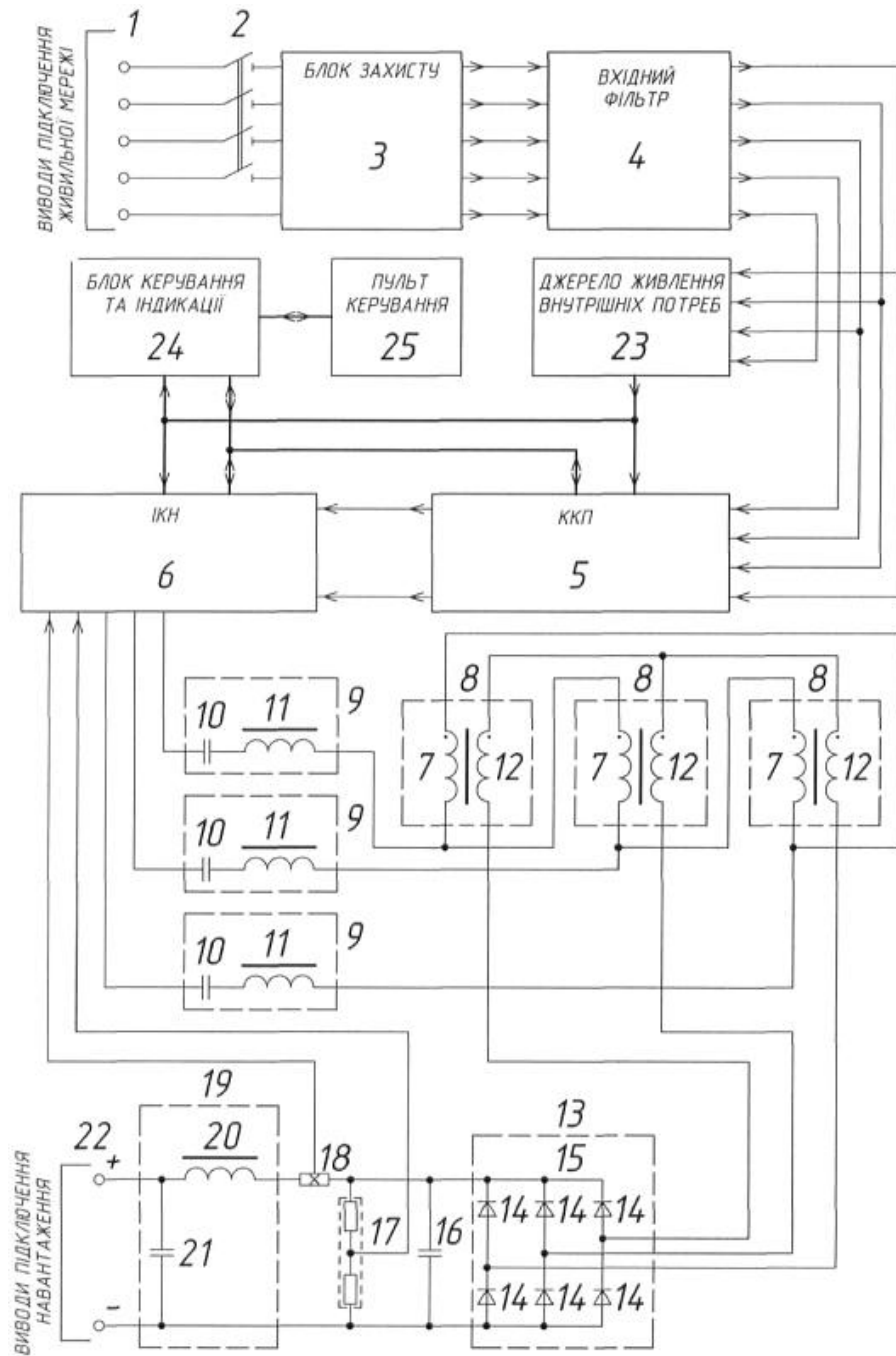 1
2
ВИВОДИ ПІДКЛЮЧЕННЯ
ЖИВИЛЬНОЇ МЕРЕЖІ
БЛОК ЗАХИСТУ
3
ВХІДНИЙ
ФІЛЬТР
4
БЛОК КЕРУВАННЯ
ТА ІНДИКАЦІЇ
24
ПУЛЬТ
КЕРУВАННЯ
25
ДЖЕРЕЛО ЖИВЛЕННЯ
ВНУТРІШНІХ ПОТРЕБ
23
ІКН
6
ККП
5
8
8
8
7
12
7
12
7
12
10
11
9
10
11
9
10
11
9
19
20
22
+
21
−
18
17
16
13
15
14
14
14
14
14
14
ВИВОДИ ПІДКЛЮЧЕННЯ
НАВАНТАЖЕННЯ